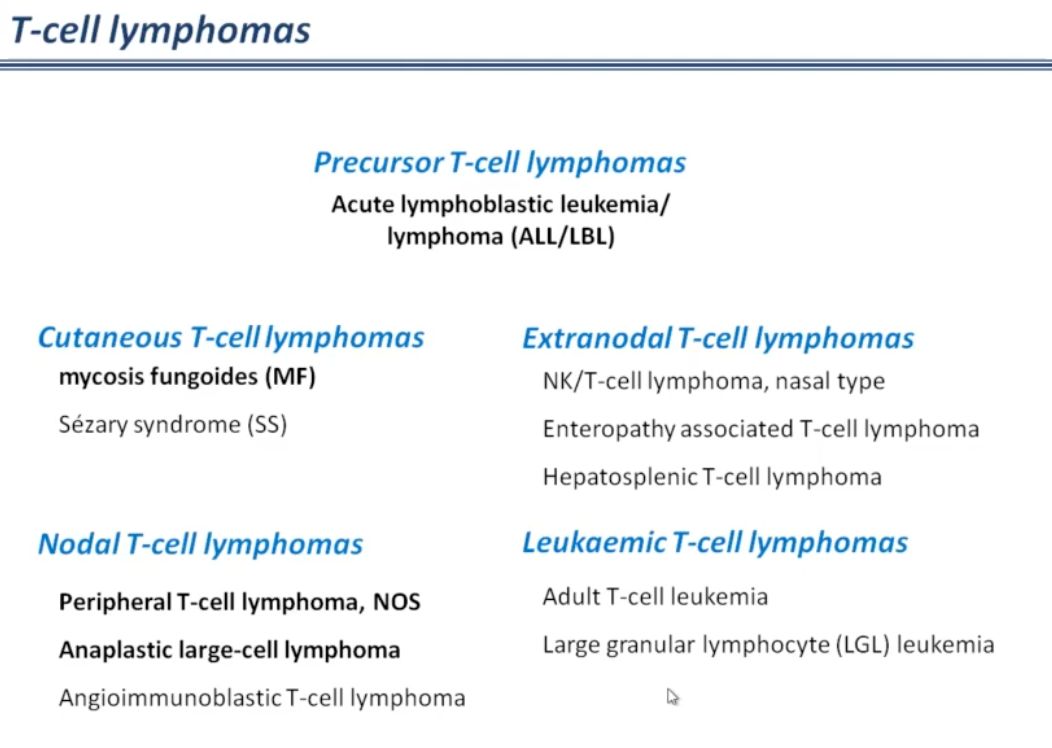 T-cell lymphomas
Precursor T-cell lymphomas
Acute lymphoblastic leukemia/
lymphoma (ALL/LBL)
Cutaneous T-cell lymphomas
mycosis fungoides (MF)
Sézary syndrome (SS)
Extranodal T-cell lymphomas
NK/T-cell lymphoma, nasal type
Enteropathy associated T-cell lymphoma
Hepatosplenic T-cell lymphoma
Nodal T-cell lymphomas
Peripheral T-cell lymphoma, NOS
Anaplastic large-cell lymphoma
Angioimmunoblastic T-cell lymphoma
Leukaemic T-cell lymphomas
Adult T-cell leukemia
Large granular lymphocyte (LGL) leukemia